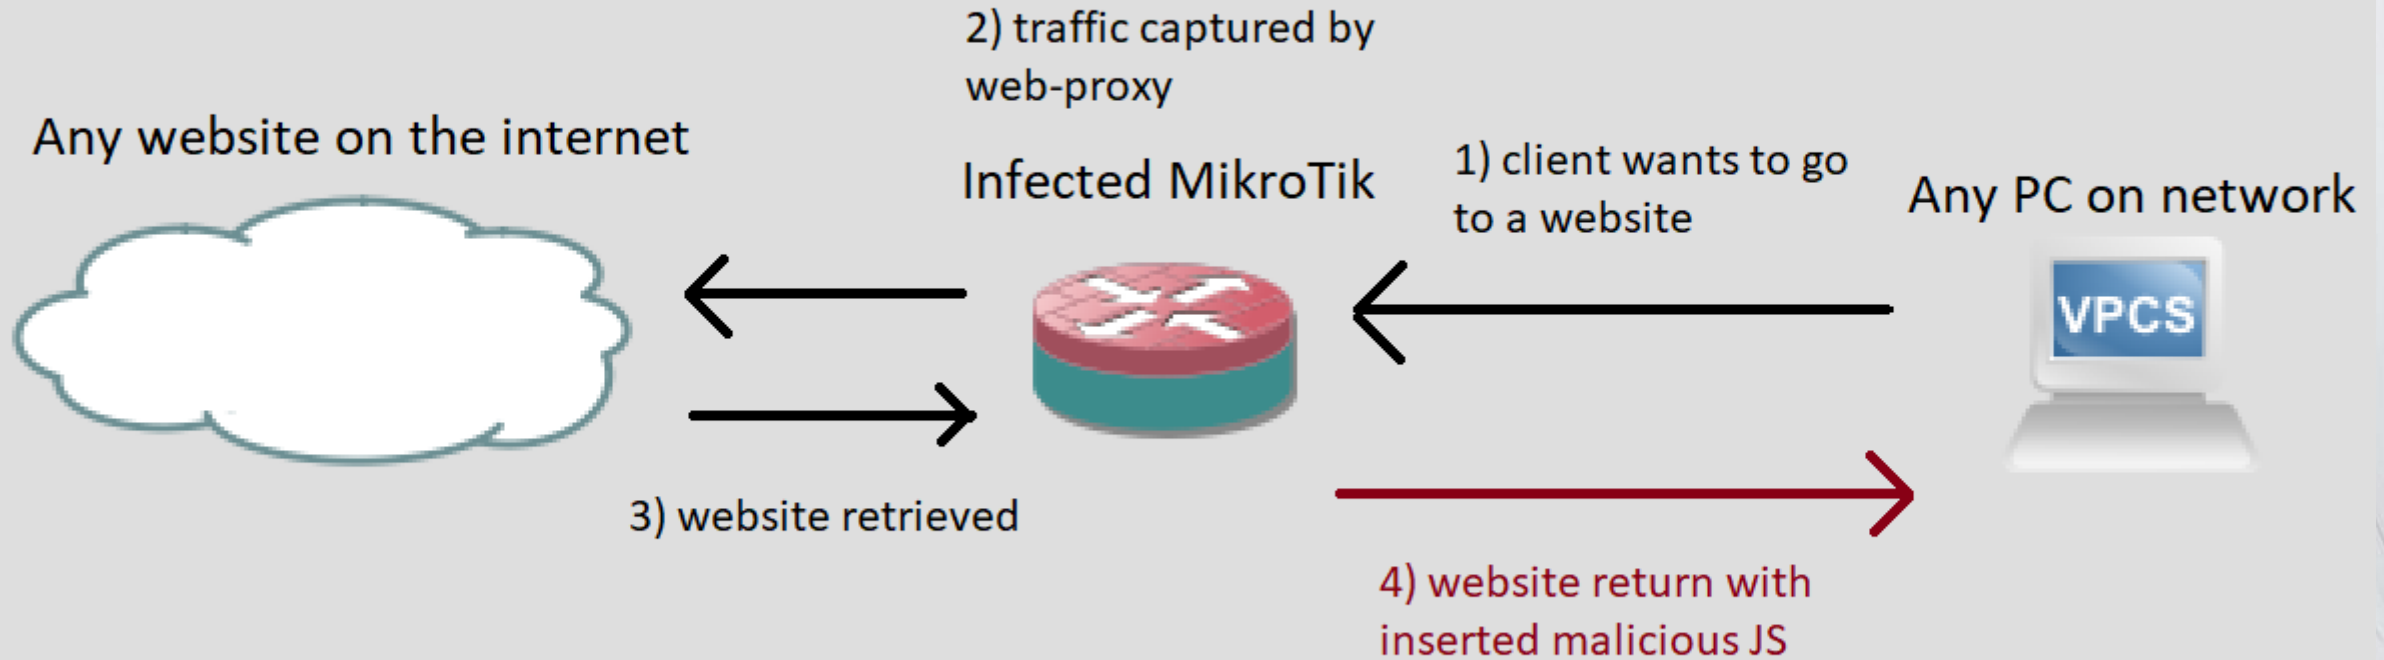 2) traffic captured by
web-proxy
Any website on the internet
Infected MikroTik
1) client wants to go
to a website
Any PC on network
VPCS
3) website retrieved
4) website return with
inserted malicious JS